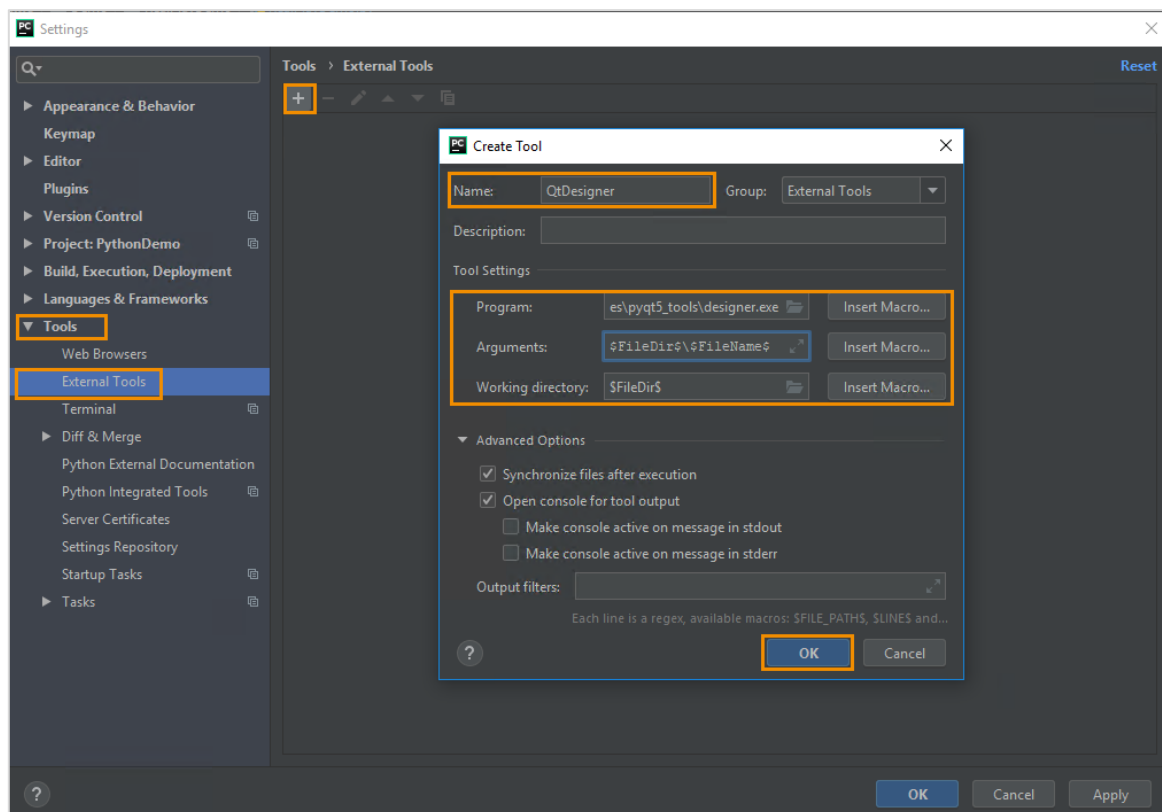 PC Settings
Tools › External Tools
Reset
Appearance & Behavior
Keymap
Editor
Plugins
Version Control
Project: PythonDemo
Build, Execution, Deployment
Languages & Frameworks
Tools
Web Browsers
External Tools
Terminal
Diff & Merge
Python External Documentation
Python Integrated Tools
Server Certificates
Settings Repository
Startup Tasks
Tasks
PC Create Tool
Name: QtDesigner Group: External Tools
Description:
Tool Settings
Program: es\pyqt5_tools\designer.exe Insert Macro...
Arguments: $FileDir$\$FileName$ Insert Macro...
Working directory: $FileDir$ Insert Macro...
Advanced Options
Synchronize files after execution
Open console for tool output
Make console active on message in stdout
Make console active on message in stderr
Output filters:
Each line is a regex, available macros: $FILE_PATH$, $LINE$ and...
? OK Cancel
? OK Cancel Apply